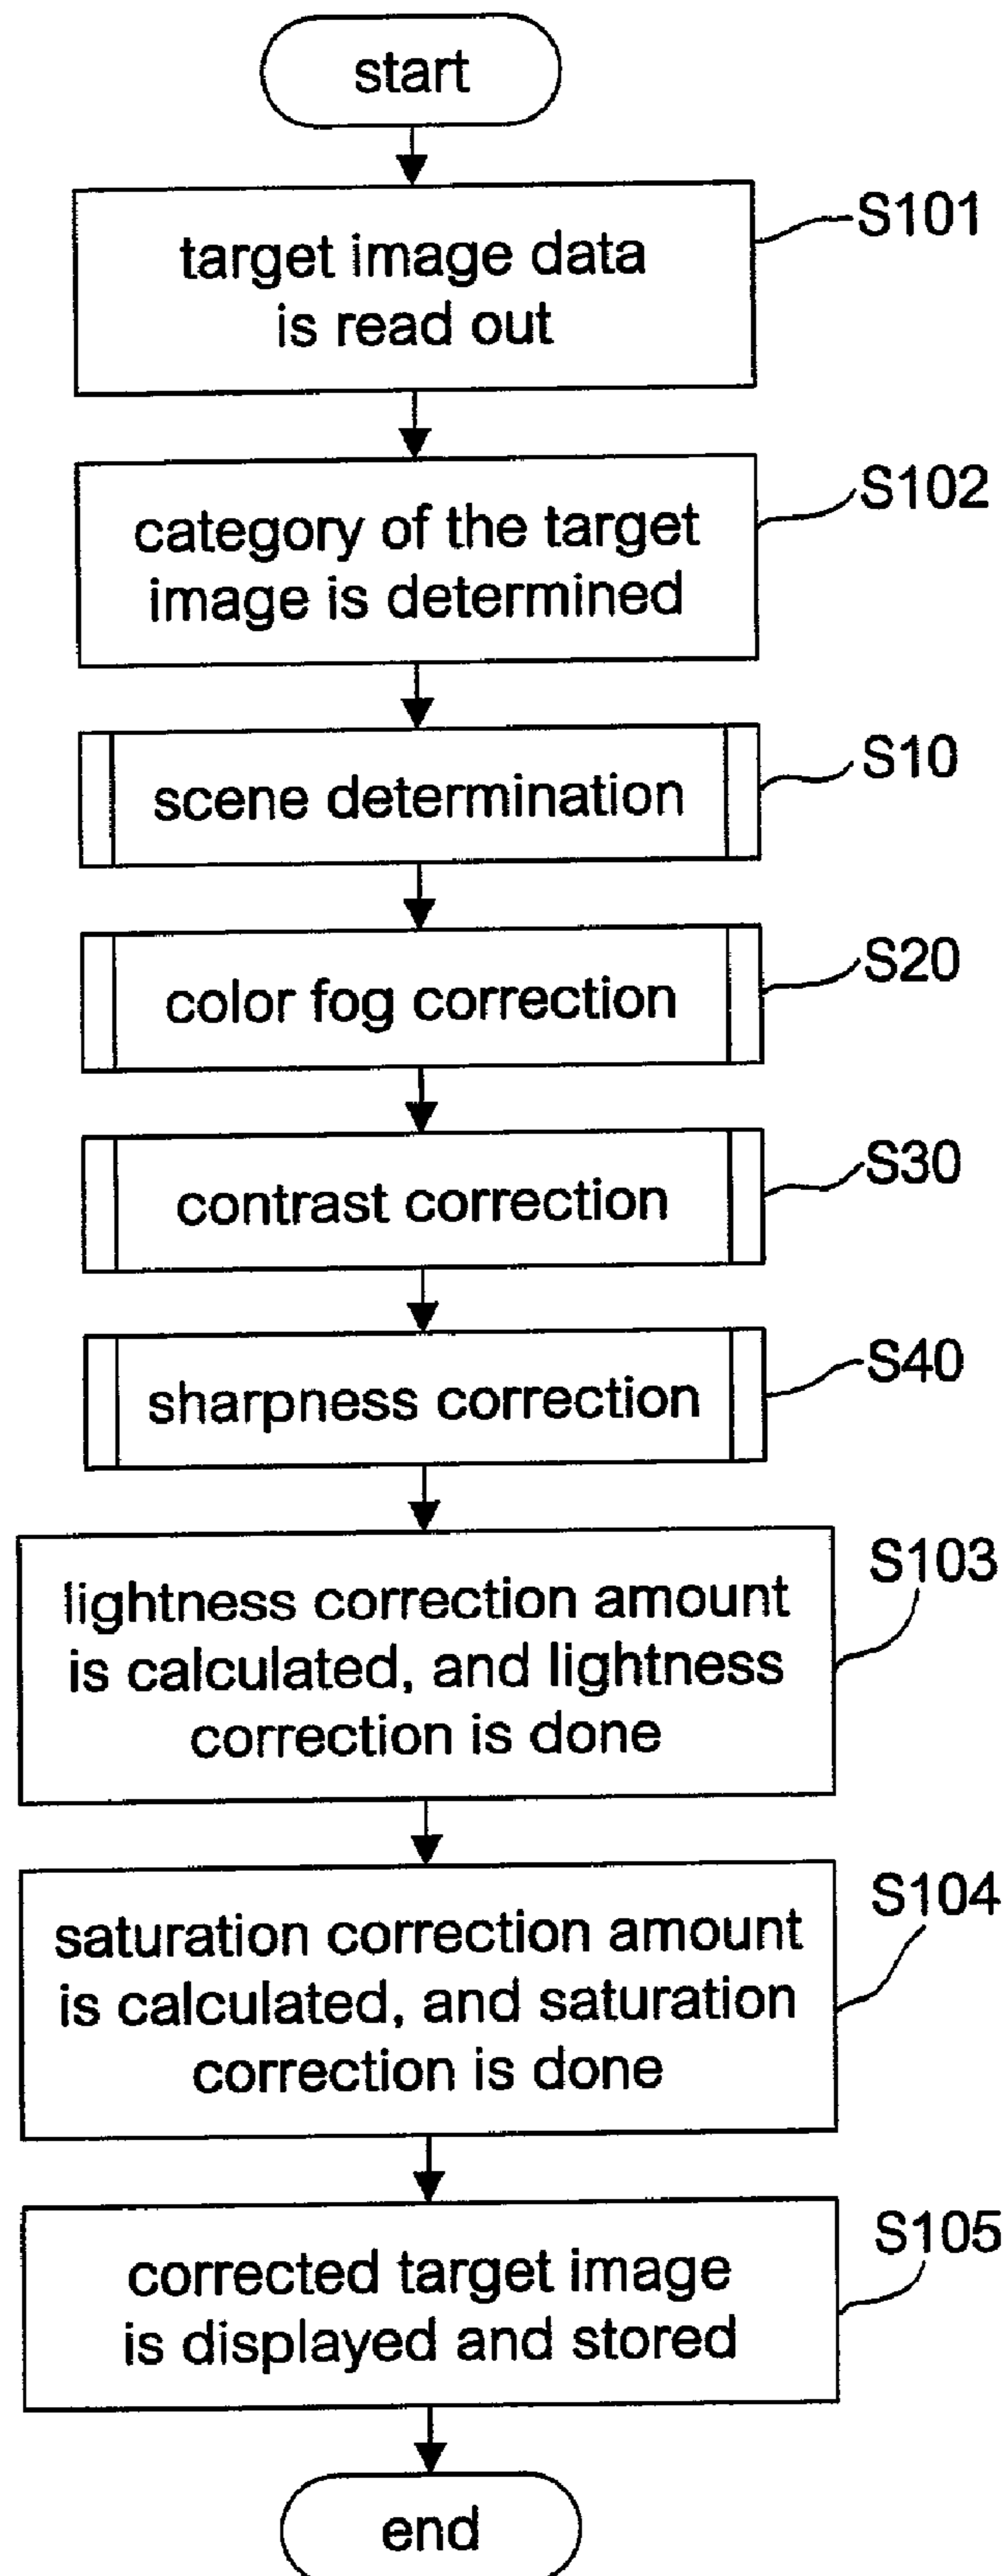 start
target image data
is read out
S101
category of the target
image is determined
S102
scene determination
S10
color fog correction
S20
contrast correction
S30
sharpness correction
S40
lightness correction amount
is calculated, and lightness
correction is done
S103
saturation correction amount
is calculated, and saturation
correction is done
S104
corrected target image
is displayed and stored
S105
end